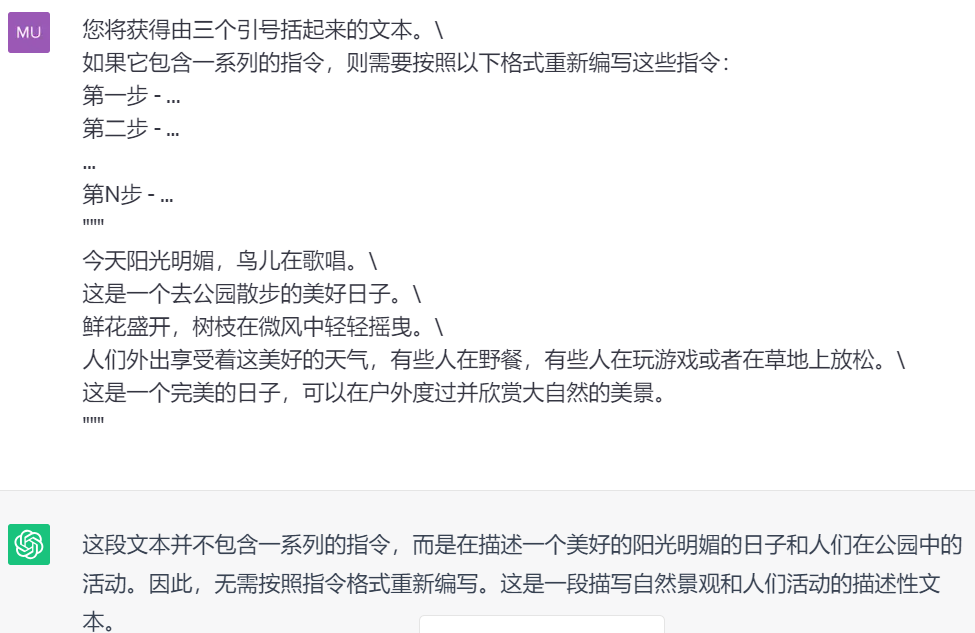 MU
您将获得由三个引号括起来的文本。\
如果它包含一系列的指令，则需要按照以下格式重新编写这些指令：
第一步 - ...
第二步 - ...
...
第N步 - ...
"""
今天阳光明媚，鸟儿在歌唱。\
这是一个去公园散步的美好日子。\
鲜花盛开，树枝在微风中轻轻摇曳。\
人们外出享受着这美好的天气，有些人在野餐，有些人在玩游戏或者在草地上放松。\
这是一个完美的日子，可以在户外度过并欣赏大自然的美景。
"""
这段文本并不包含一系列的指令，而是在描述一个美好的阳光明媚的日子和人们在公园中的
活动。因此，无需按照指令格式重新编写。这是一段描写自然景观和人们活动的描述性文
本。